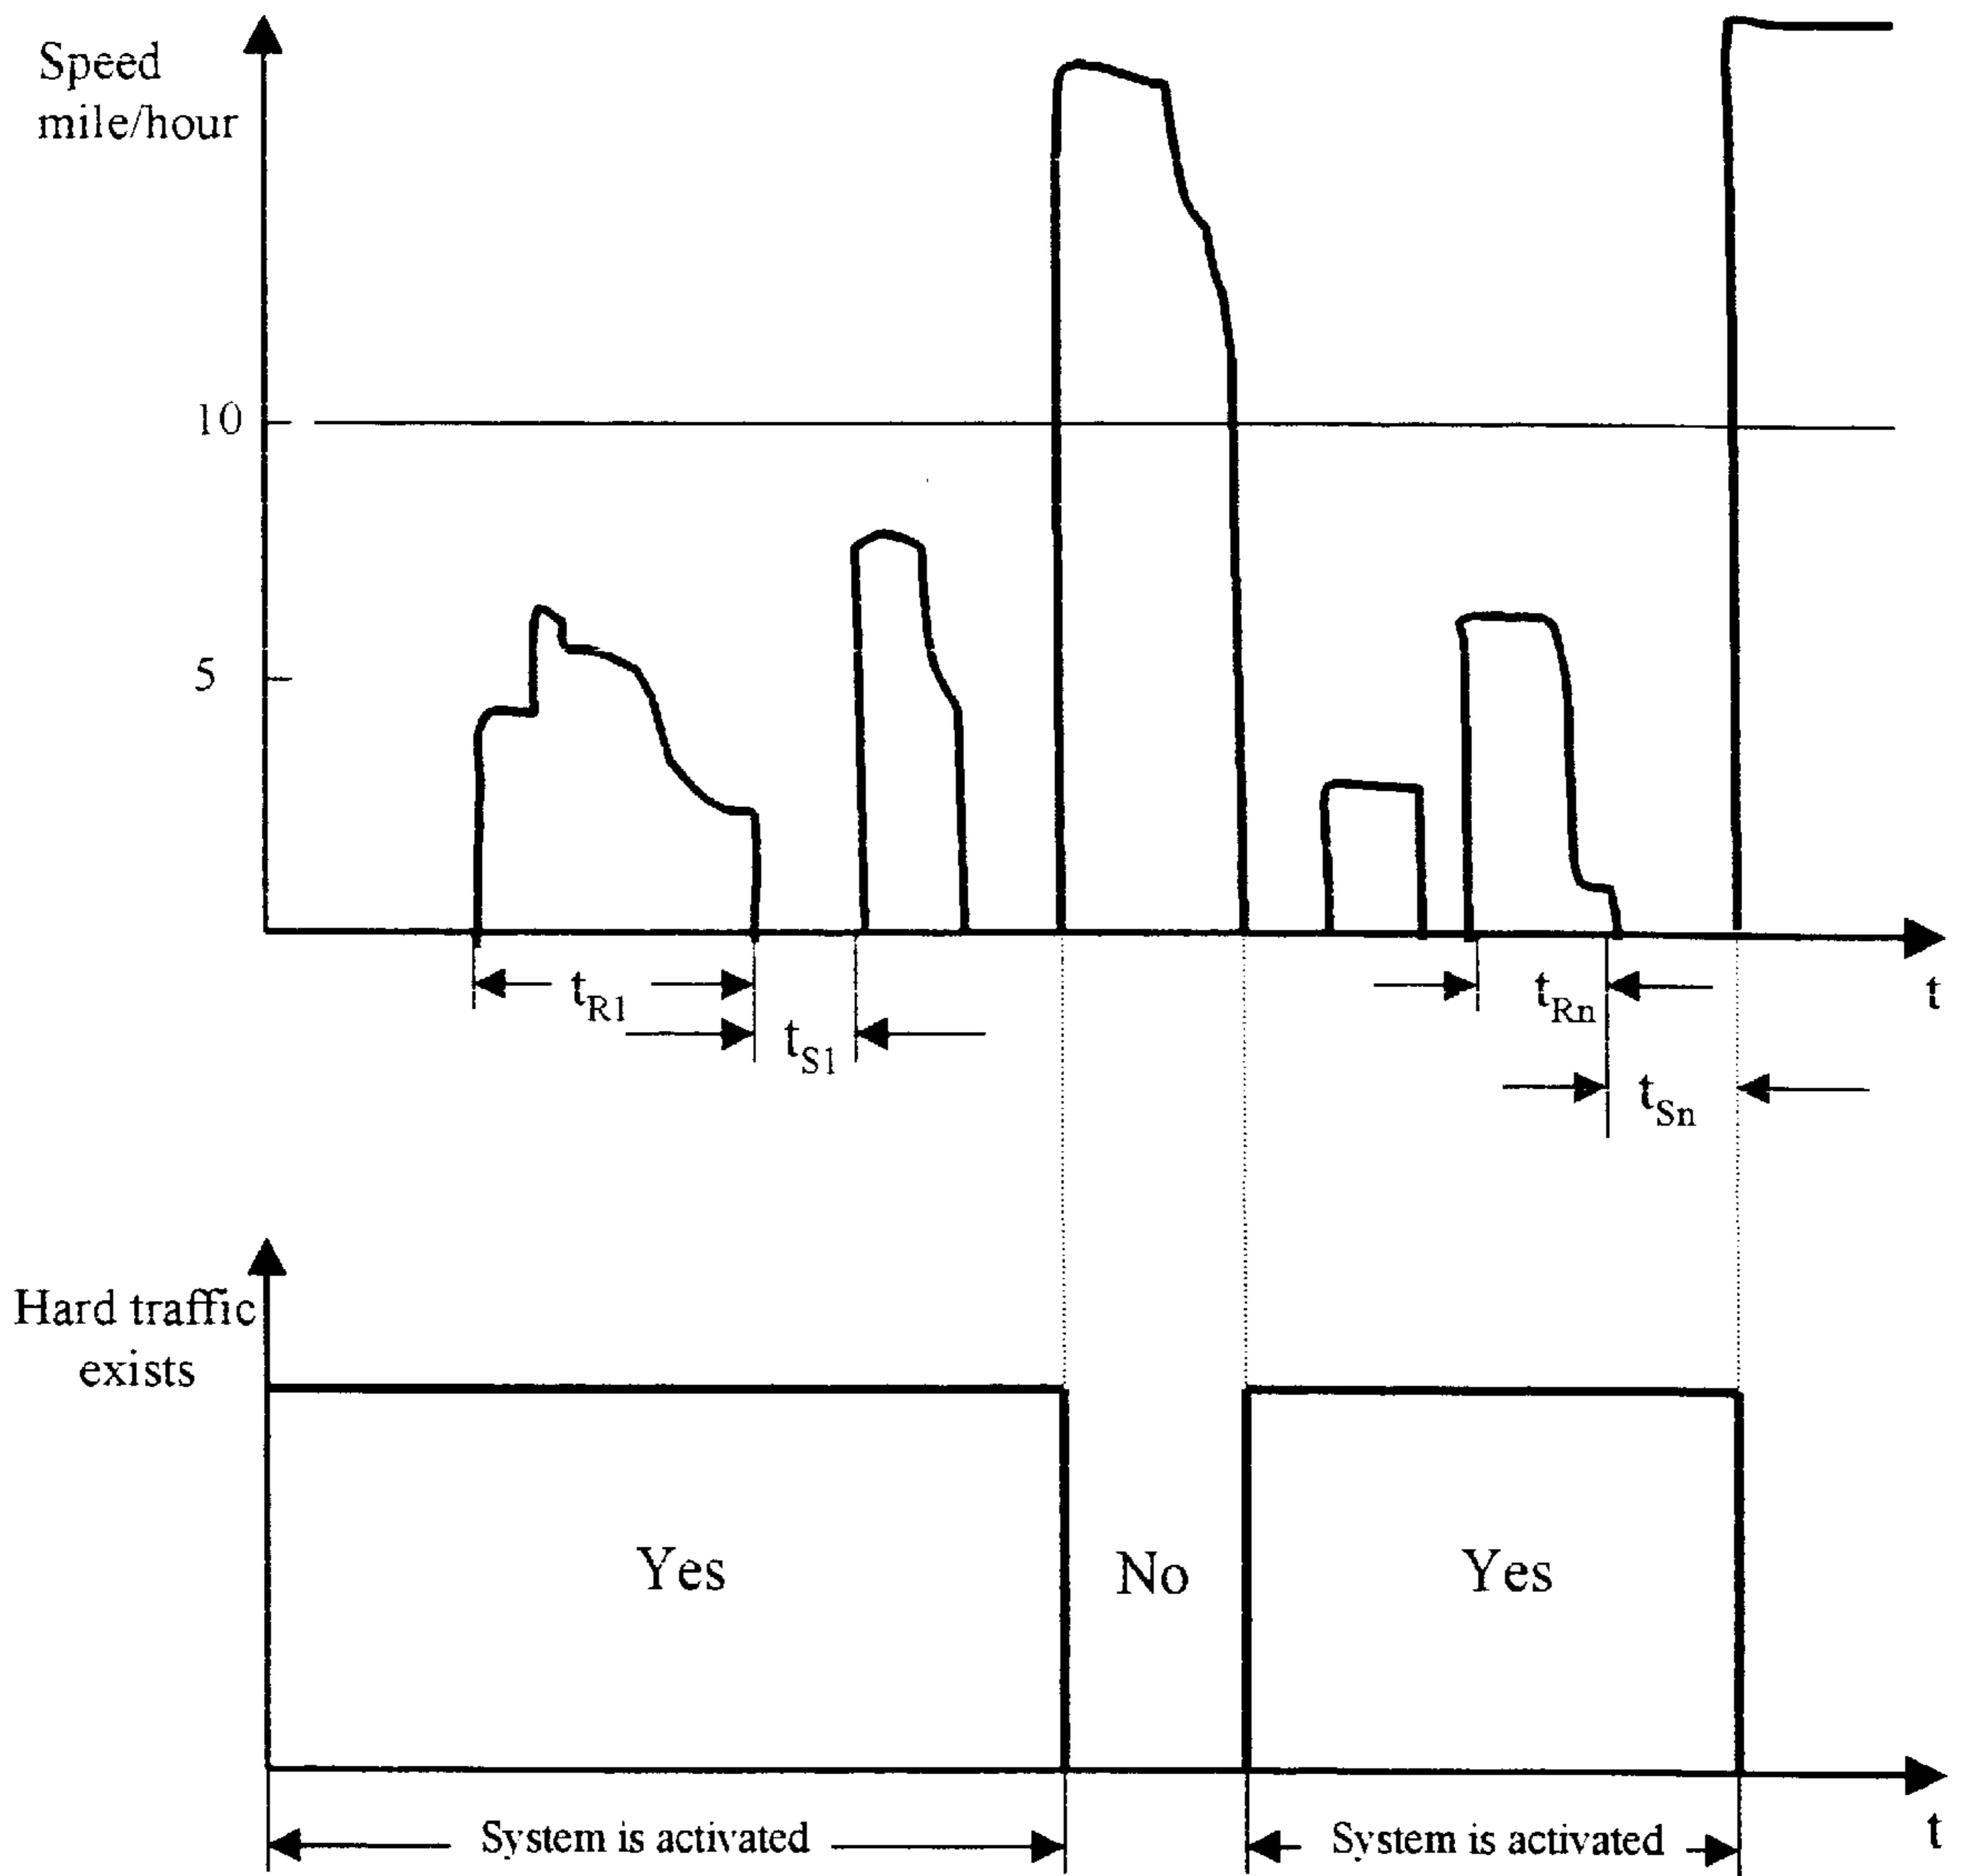 Speed
mile/hour
10
5
t
tR1
tS1
tRn
tSn
Hard traffic
exists
Yes
No
Yes
t
System is activated
System is activated